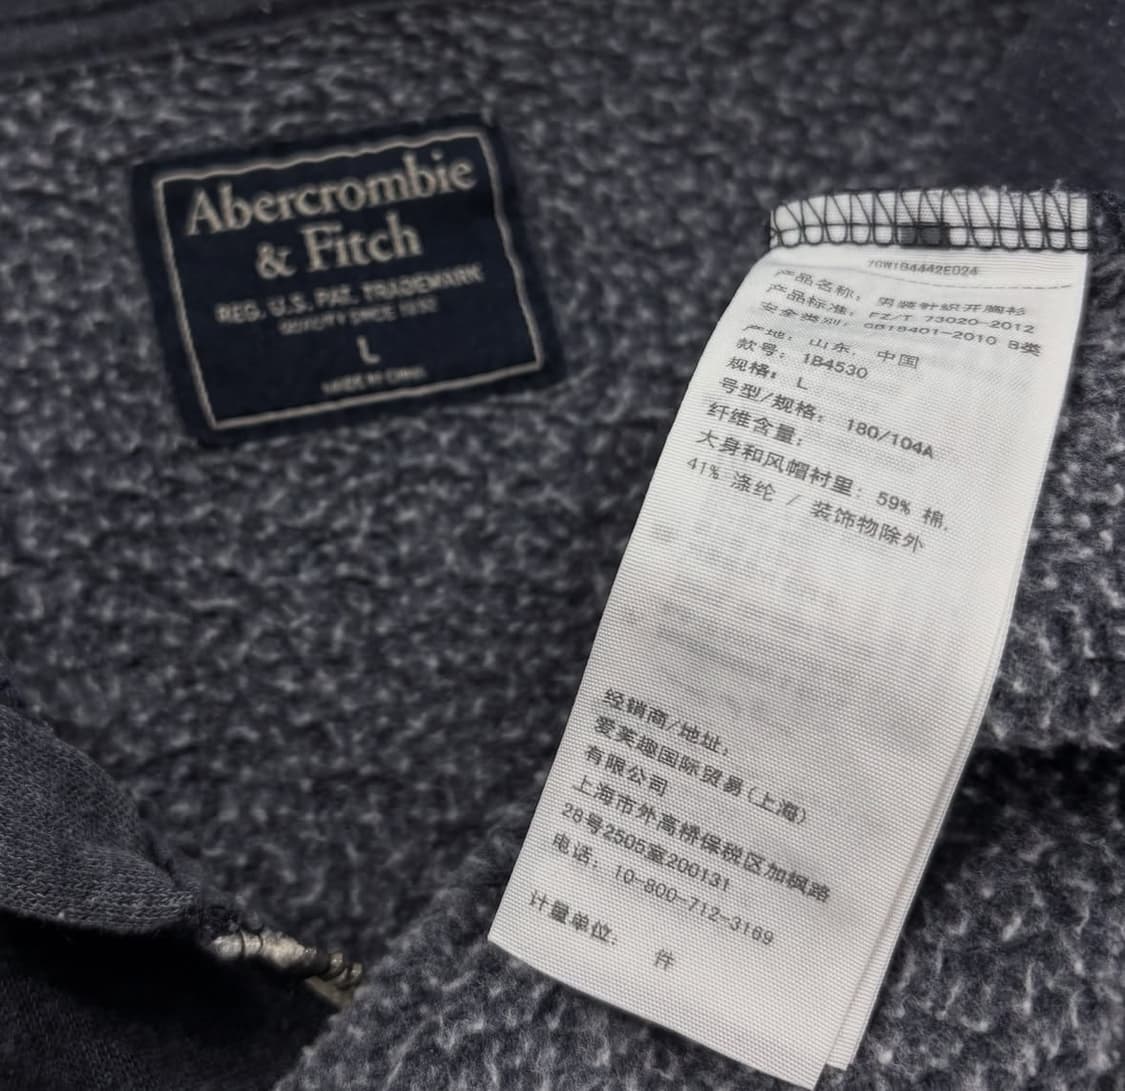 Abercrombie
& Fitch
REG. U.S. PAT. TRADEMARK
L
产品名称: 男装针织开胸衫
产品标准: FZ/T 73020-2012
安全类别: GB18401-2010 B类
产地: 山东, 中国
款号: 1B4530
规格: L
号型/规格: 180/104A
纤维含量:
大身和风帽衬里: 59% 棉,
41% 涤纶 / 装饰物除外
经销商/地址:
爱芙趣国际贸易(上海)
有限公司
上海市外高桥保税区加枫路
28号2505室200131
电话: 10-800-712-3169
计量单位: 件